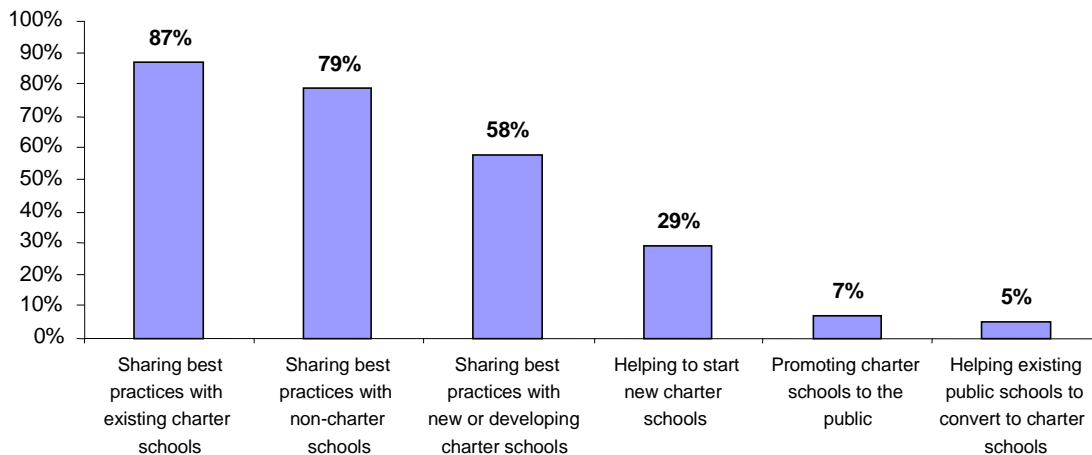 100%
90%
80%
70%
60%
50%
40%
30%
20%
10%
0%
87%
79%
58%
29%
7%
5%
Sharing best
practices with
existing charter
schools
Sharing best
practices with
non-charter
schools
Sharing best
practices with
new or developing
charter schools
Helping to start
new charter
schools
Promoting charter
schools to the
public
Helping existing
public schools to
convert to charter
schools